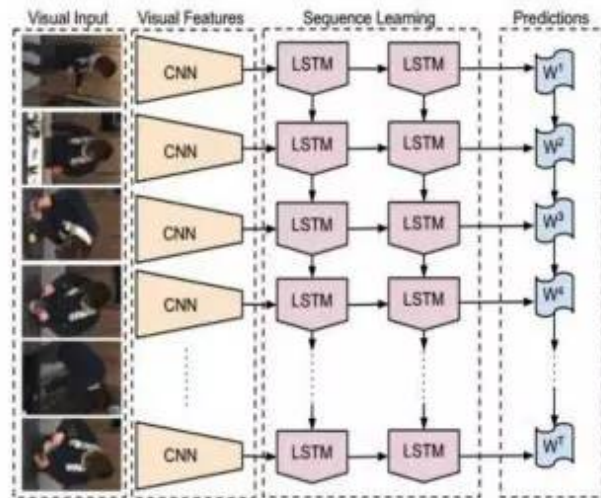 Visual Input Visual Features Sequence Learning Predictions
CNN LSTM LSTM W¹
CNN LSTM LSTM W²
CNN LSTM LSTM W³
CNN LSTM LSTM W⁴
CNN LSTM LSTM Wᵀ